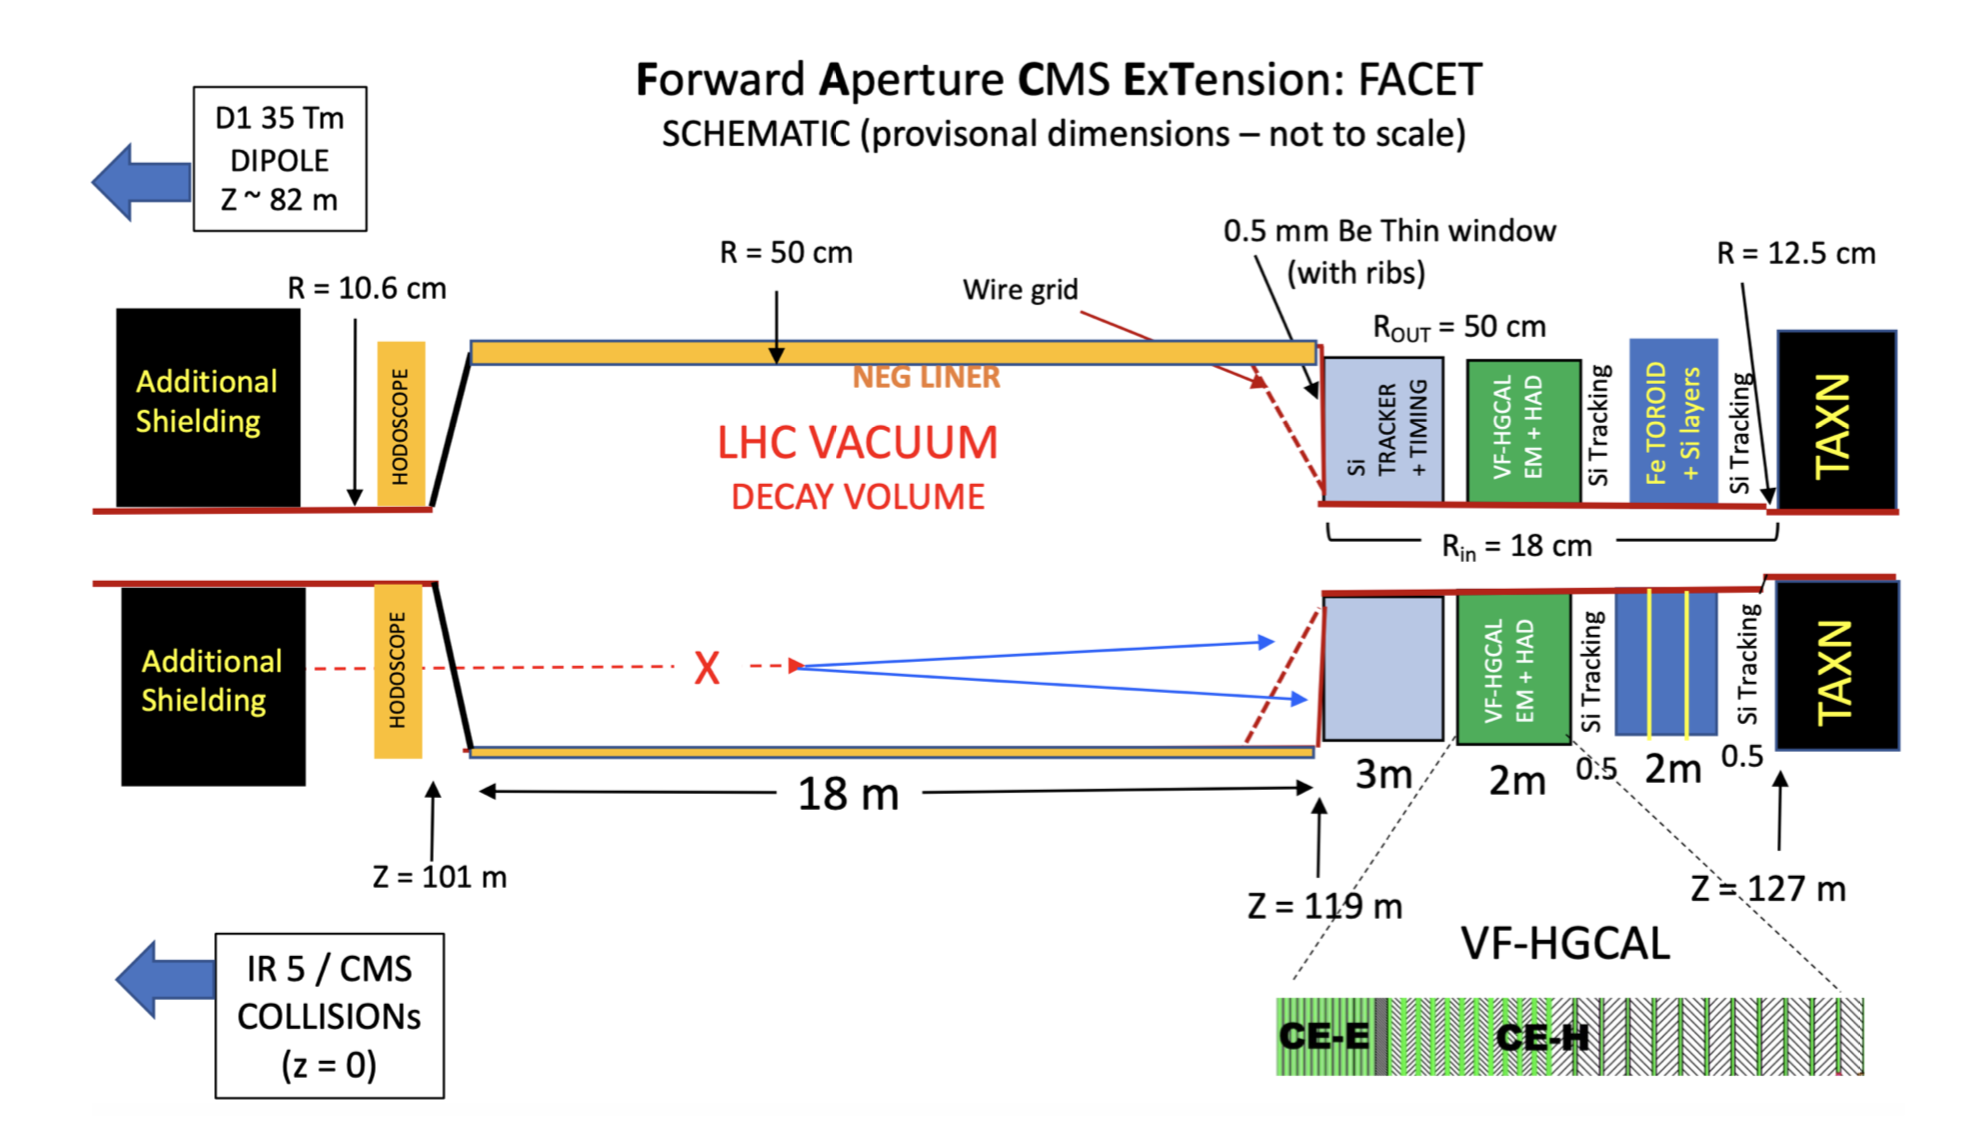 Forward Aperture CMS ExTension: FACET
SCHEMATIC (provisonal dimensions – not to scale)
D1 35 Tm
DIPOLE
Z ~ 82 m
R = 10.6 cm
R = 50 cm
Wire grid
0.5 mm Be Thin window
(with ribs)
R = 12.5 cm
R_OUT = 50 cm
Additional
Shielding
HODOSCOPE
NEG LINER
LHC VACUUM
DECAY VOLUME
Si
TRACKER
+ TIMING
VF-HGCAL
EM + HAD
Si Tracking
Fe TOROID
+ Si layers
Si Tracking
TAXN
R_in = 18 cm
Additional
Shielding
HODOSCOPE
X
VF-HGCAL
EM + HAD
Si Tracking
Si Tracking
TAXN
18 m
3m
2m
0.5
2m
0.5
Z = 101 m
Z = 119 m
Z = 127 m
IR 5 / CMS
COLLISIONs
(z = 0)
VF-HGCAL
CE-E
CE-H